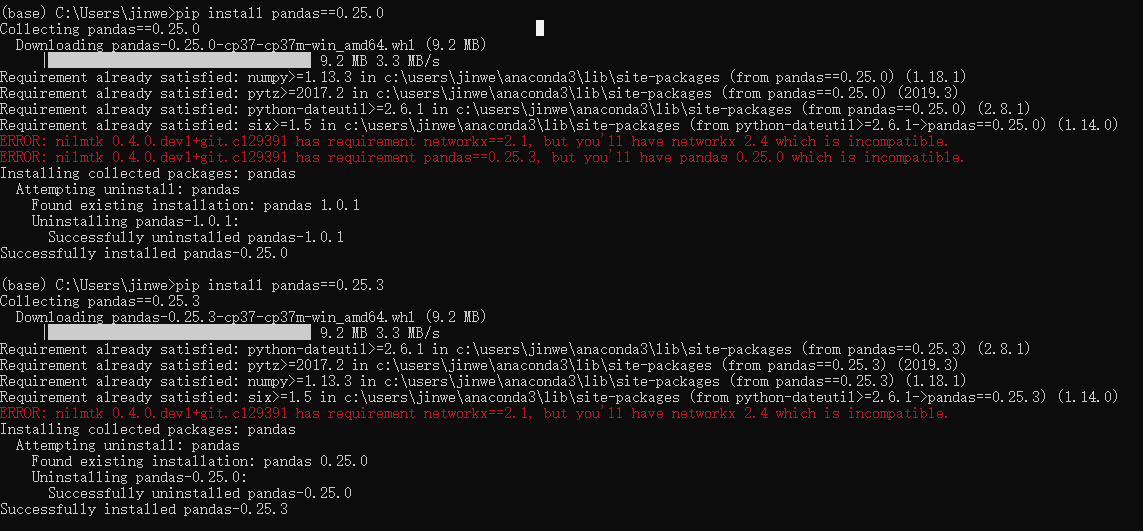 (base) C:\Users\jinwe>pip install pandas==0.25.0
Collecting pandas==0.25.0
  Downloading pandas-0.25.0-cp37-cp37m-win_amd64.whl (9.2 MB)
     |████████████████████████████████| 9.2 MB 3.3 MB/s
Requirement already satisfied: numpy>=1.13.3 in c:\users\jinwe\anaconda3\lib\site-packages (from pandas==0.25.0) (1.18.1)
Requirement already satisfied: pytz>=2017.2 in c:\users\jinwe\anaconda3\lib\site-packages (from pandas==0.25.0) (2019.3)
Requirement already satisfied: python-dateutil>=2.6.1 in c:\users\jinwe\anaconda3\lib\site-packages (from pandas==0.25.0) (2.8.1)
Requirement already satisfied: six>=1.5 in c:\users\jinwe\anaconda3\lib\site-packages (from python-dateutil>=2.6.1->pandas==0.25.0) (1.14.0)
ERROR: nilmtk 0.4.0.dev1+git.c129391 has requirement networkx==2.1, but you'll have networkx 2.4 which is incompatible.
ERROR: nilmtk 0.4.0.dev1+git.c129391 has requirement pandas==0.25.3, but you'll have pandas 0.25.0 which is incompatible.
Installing collected packages: pandas
  Attempting uninstall: pandas
    Found existing installation: pandas 1.0.1
    Uninstalling pandas-1.0.1:
      Successfully uninstalled pandas-1.0.1
Successfully installed pandas-0.25.0
(base) C:\Users\jinwe>pip install pandas==0.25.3
Collecting pandas==0.25.3
  Downloading pandas-0.25.3-cp37-cp37m-win_amd64.whl (9.2 MB)
     |████████████████████████████████| 9.2 MB 3.3 MB/s
Requirement already satisfied: python-dateutil>=2.6.1 in c:\users\jinwe\anaconda3\lib\site-packages (from pandas==0.25.3) (2.8.1)
Requirement already satisfied: pytz>=2017.2 in c:\users\jinwe\anaconda3\lib\site-packages (from pandas==0.25.3) (2019.3)
Requirement already satisfied: numpy>=1.13.3 in c:\users\jinwe\anaconda3\lib\site-packages (from pandas==0.25.3) (1.18.1)
Requirement already satisfied: six>=1.5 in c:\users\jinwe\anaconda3\lib\site-packages (from python-dateutil>=2.6.1->pandas==0.25.3) (1.14.0)
ERROR: nilmtk 0.4.0.dev1+git.c129391 has requirement networkx==2.1, but you'll have networkx 2.4 which is incompatible.
Installing collected packages: pandas
  Attempting uninstall: pandas
    Found existing installation: pandas 0.25.0
    Uninstalling pandas-0.25.0:
      Successfully uninstalled pandas-0.25.0
Successfully installed pandas-0.25.3